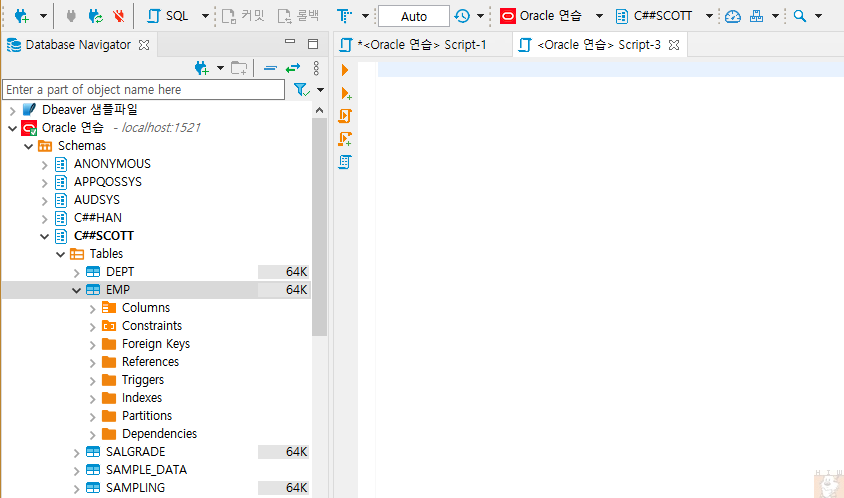 SQL 커밋 롤백 Auto Oracle 연습 C##SCOTT
Database Navigator
*<Oracle 연습> Script-1 <Oracle 연습> Script-3
Enter a part of object name here
Dbeaver 샘플파일
Oracle 연습 - localhost:1521
Schemas
ANONYMOUS
APPQOSSYS
AUDSYS
C##HAN
C##SCOTT
Tables
DEPT 64K
EMP 64K
Columns
Constraints
Foreign Keys
References
Triggers
Indexes
Partitions
Dependencies
SALGRADE 64K
SAMPLE_DATA
SAMPLING 64K